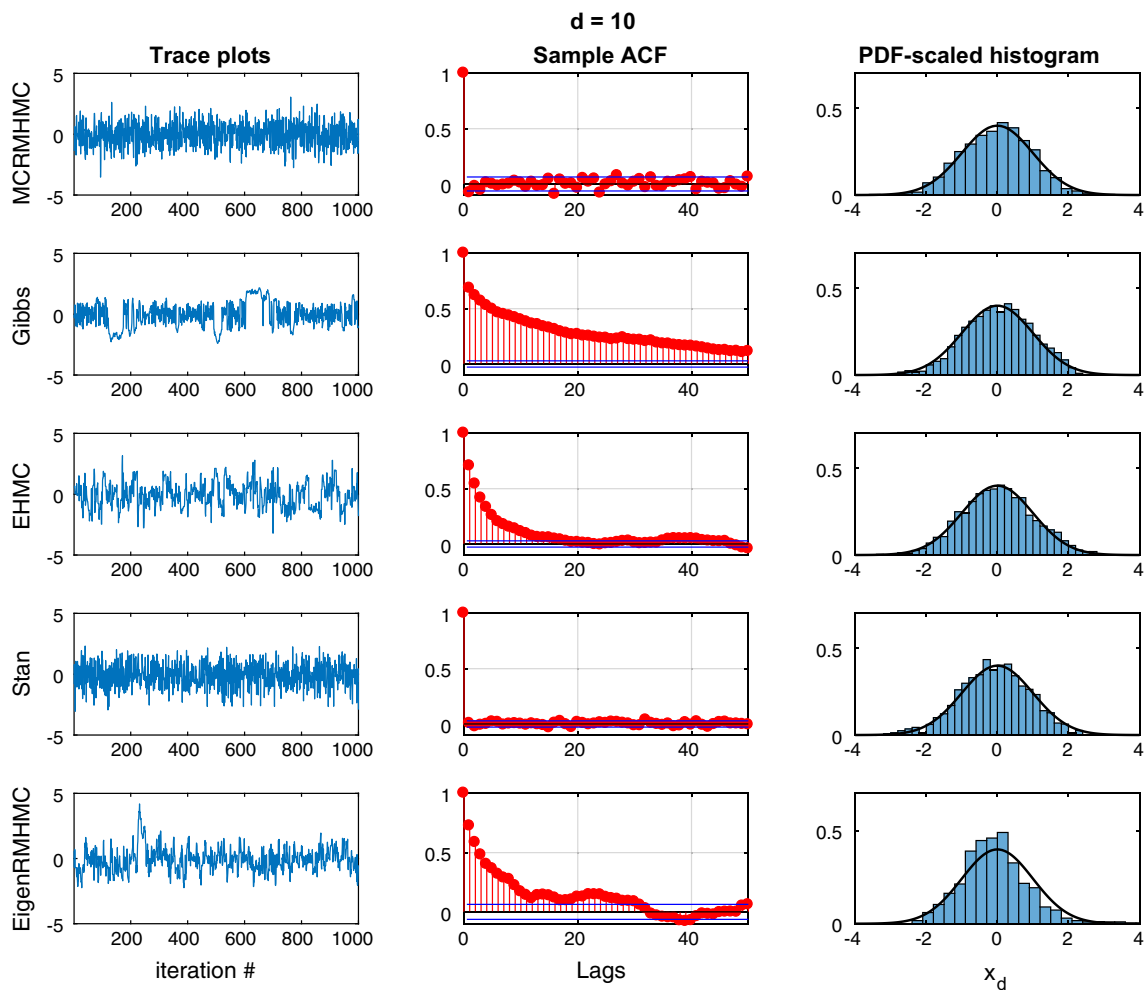 d = 10
Trace plots
Sample ACF
PDF-scaled histogram
MCRMHMC
5
0
-5
200 400 600 800 1000
1
0.5
0
0 20 40
0.5
0
-4 -2 0 2 4
Gibbs
5
0
-5
200 400 600 800 1000
1
0.5
0
0 20 40
0.5
0
-4 -2 0 2 4
EHMC
5
0
-5
200 400 600 800 1000
1
0.5
0
0 20 40
0.5
0
-4 -2 0 2 4
Stan
5
0
-5
200 400 600 800 1000
1
0.5
0
0 20 40
0.5
0
-4 -2 0 2 4
EigenRMHMC
5
0
-5
200 400 600 800 1000
1
0.5
0
0 20 40
0.5
0
-4 -2 0 2 4
iteration #
Lags
x_d